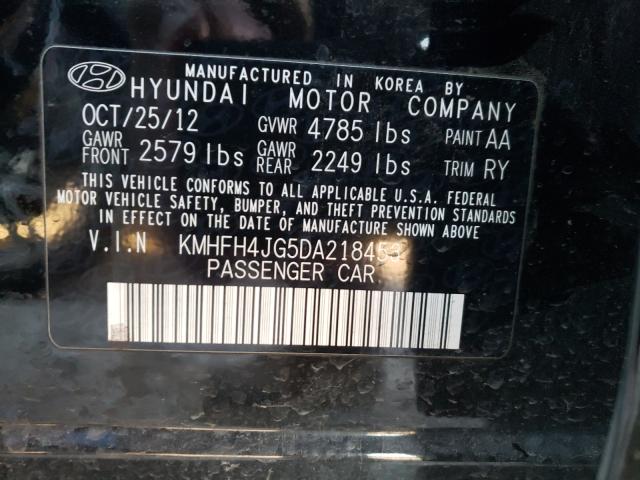 MANUFACTURED IN KOREA BY
HYUNDAI MOTOR COMPANY
OCT/25/12 GVWR 4785 lbs PAINT AA
GAWR FRONT 2579 lbs GAWR REAR 2249 lbs TRIM RY
THIS VEHICLE CONFORMS TO ALL APPLICABLE U.S.A. FEDERAL
MOTOR VEHICLE SAFETY, BUMPER, AND THEFT PREVENTION STANDARDS
IN EFFECT ON THE DATE OF MANUFACTURE SHOWN ABOVE.
V.I.N KMHFH4JG5DA218453
PASSENGER CAR